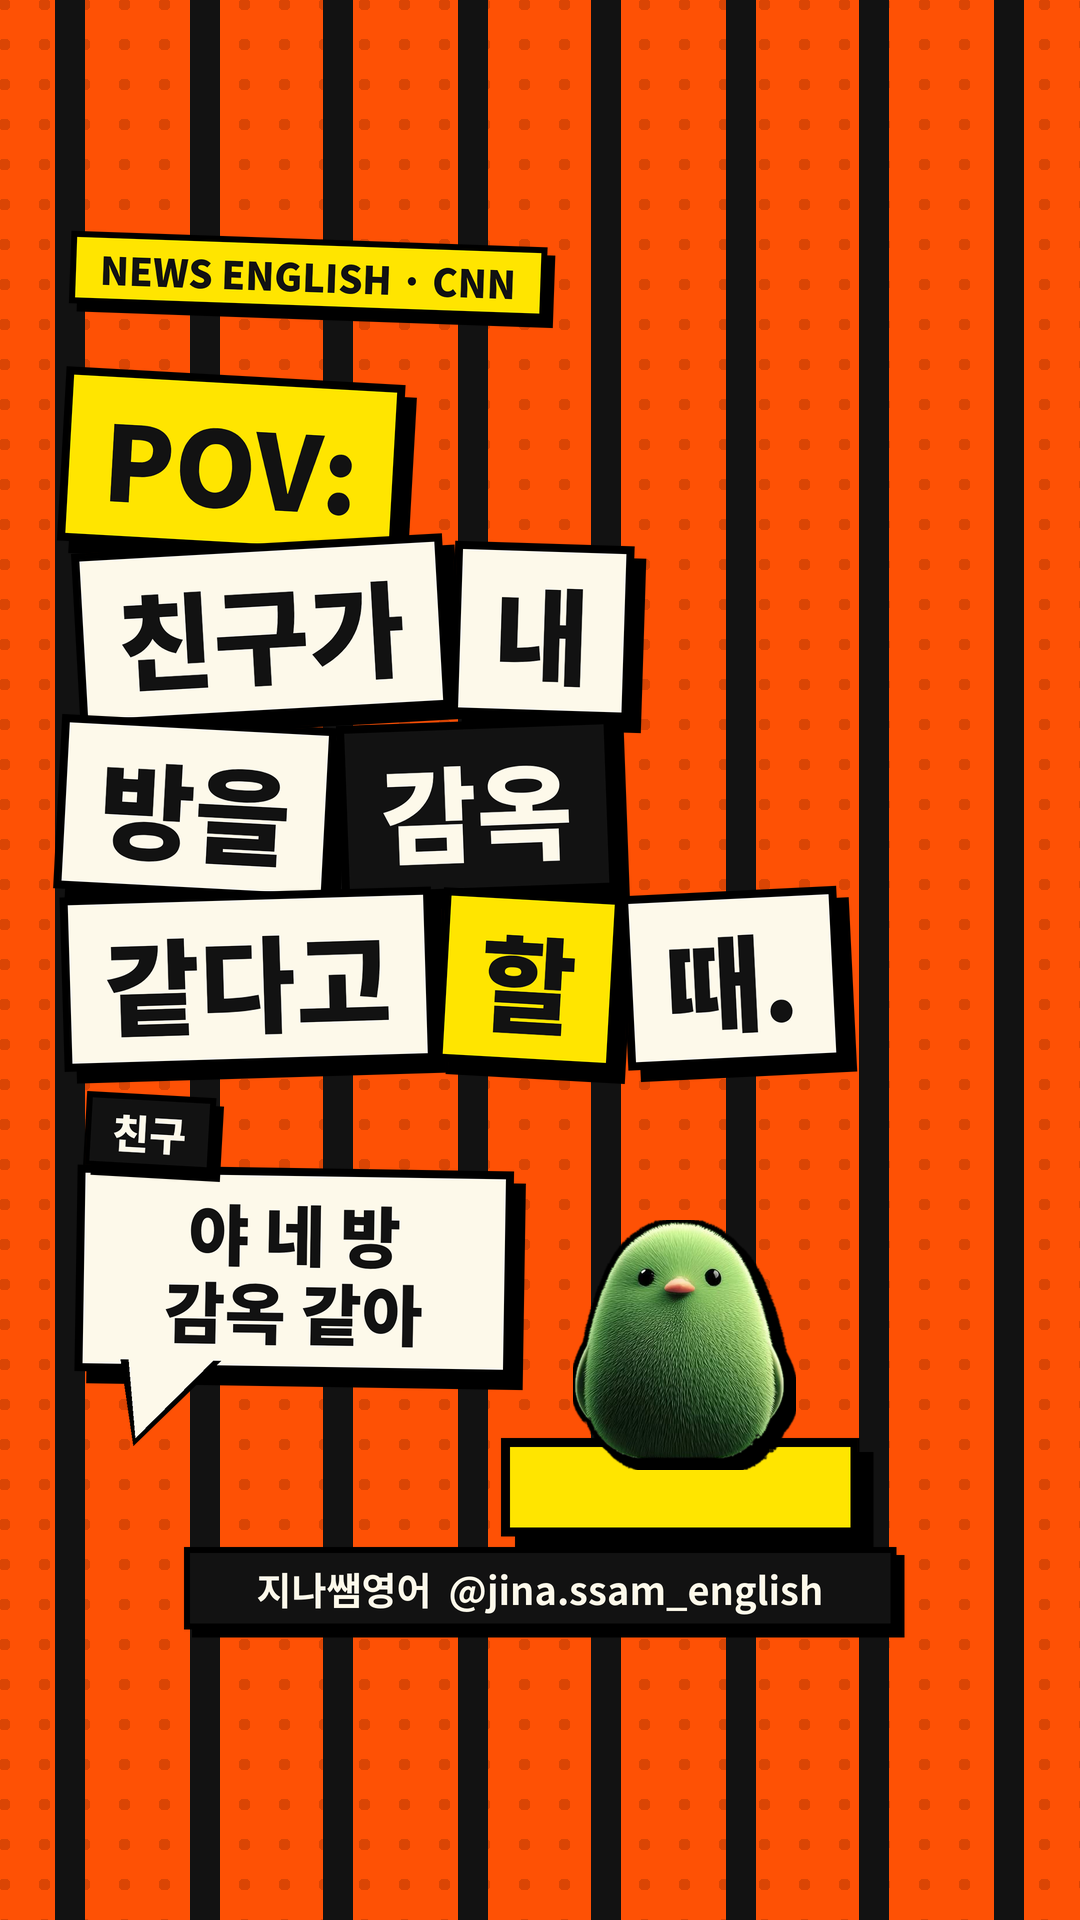 NEWS ENGLISH · CNN
POV:
친구가 내
방을 감옥
같다고 할 때.
친구
야 네 방
감옥 같아
지나쌤영어 @jina.ssam_english